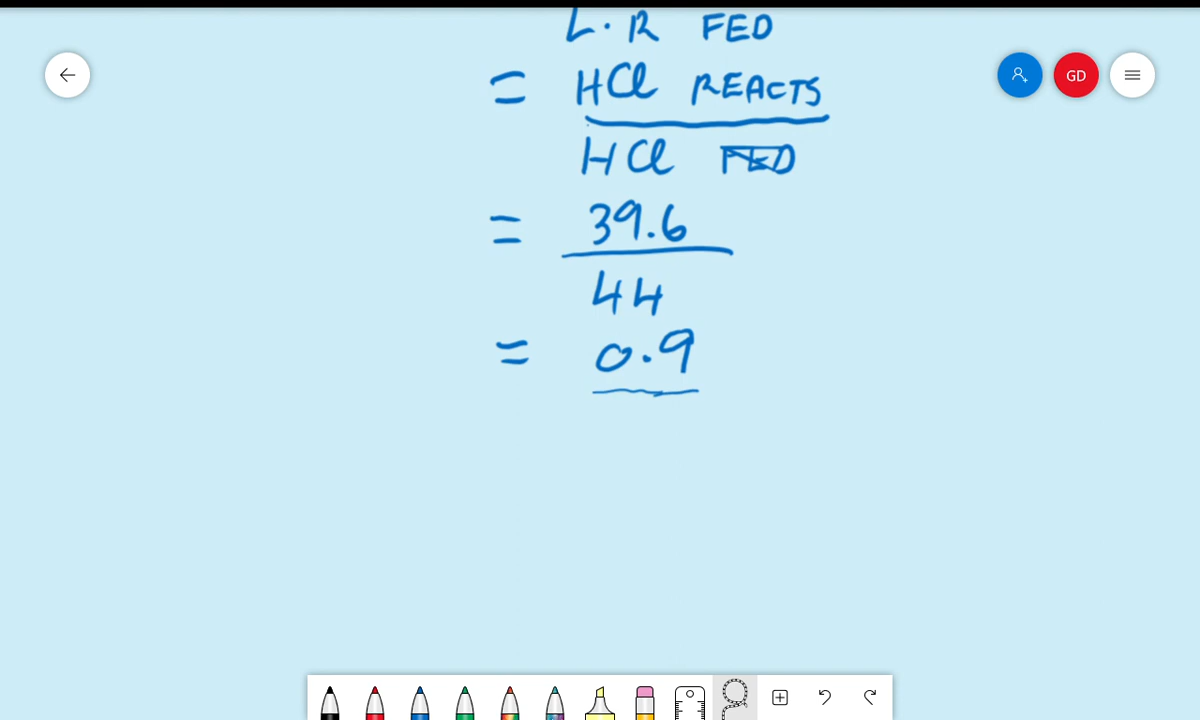 L.R FED
GD
= HCl REACTS
HCl FED
= 39.6
44
= 0.9